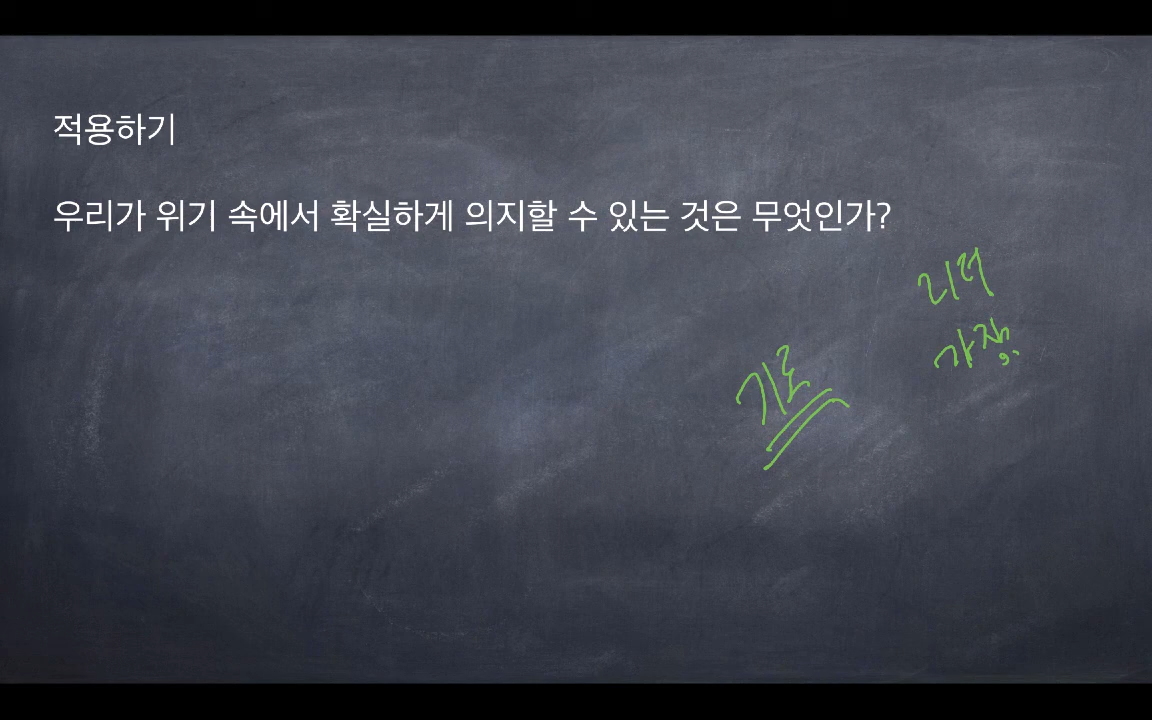 적용하기
우리가 위기 속에서 확실하게 의지할 수 있는 것은 무엇인가?
리더
가정
기로